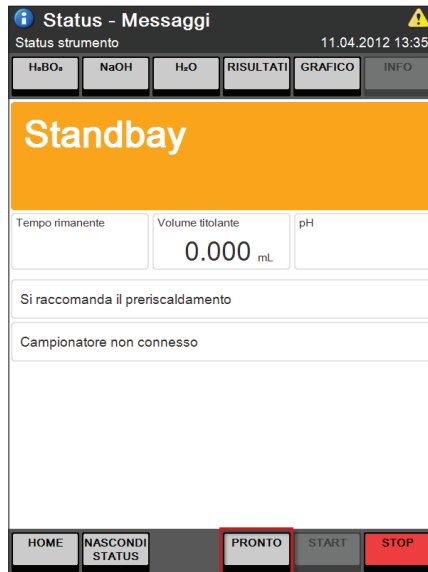 Status - Messaggi
Status strumento 11.04.2012 13:35
H₃BO₃ NaOH H₂O RISULTATI GRAFICO INFO
Standbay
Tempo rimanente Volume titolante pH
0.000 mL
Si raccomanda il preriscaldamento
Campionatore non connesso
HOME NASCONDI STATUS PRONTO START STOP